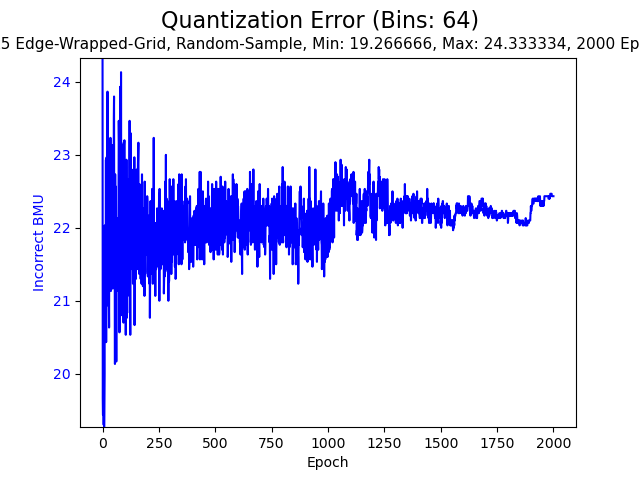 Quantization Error (Bins: 64)
5 Edge-Wrapped-Grid, Random-Sample, Min: 19.266666, Max: 24.333334, 2000 Ep
24
23
22
21
20
Incorrect BMU
0 250 500 750 1000 1250 1500 1750 2000
Epoch